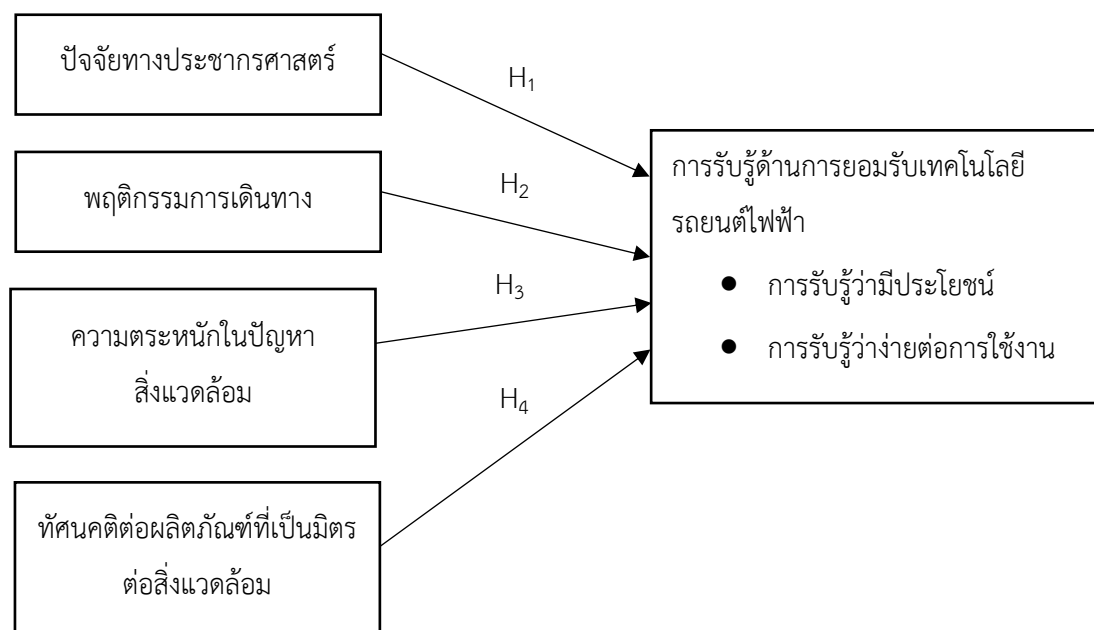 ปัจจัยทางประชากรศาสตร์
H₁
พฤติกรรมการเดินทาง
H₂
ความตระหนักในปัญหา
สิ่งแวดล้อม
H₃
ทัศนคติต่อผลิตภัณฑ์ที่เป็นมิตร
ต่อสิ่งแวดล้อม
H₄
การรับรู้ด้านการยอมรับเทคโนโลยี
รถยนต์ไฟฟ้า
● การรับรู้ว่ามีประโยชน์
● การรับรู้ว่าง่ายต่อการใช้งาน